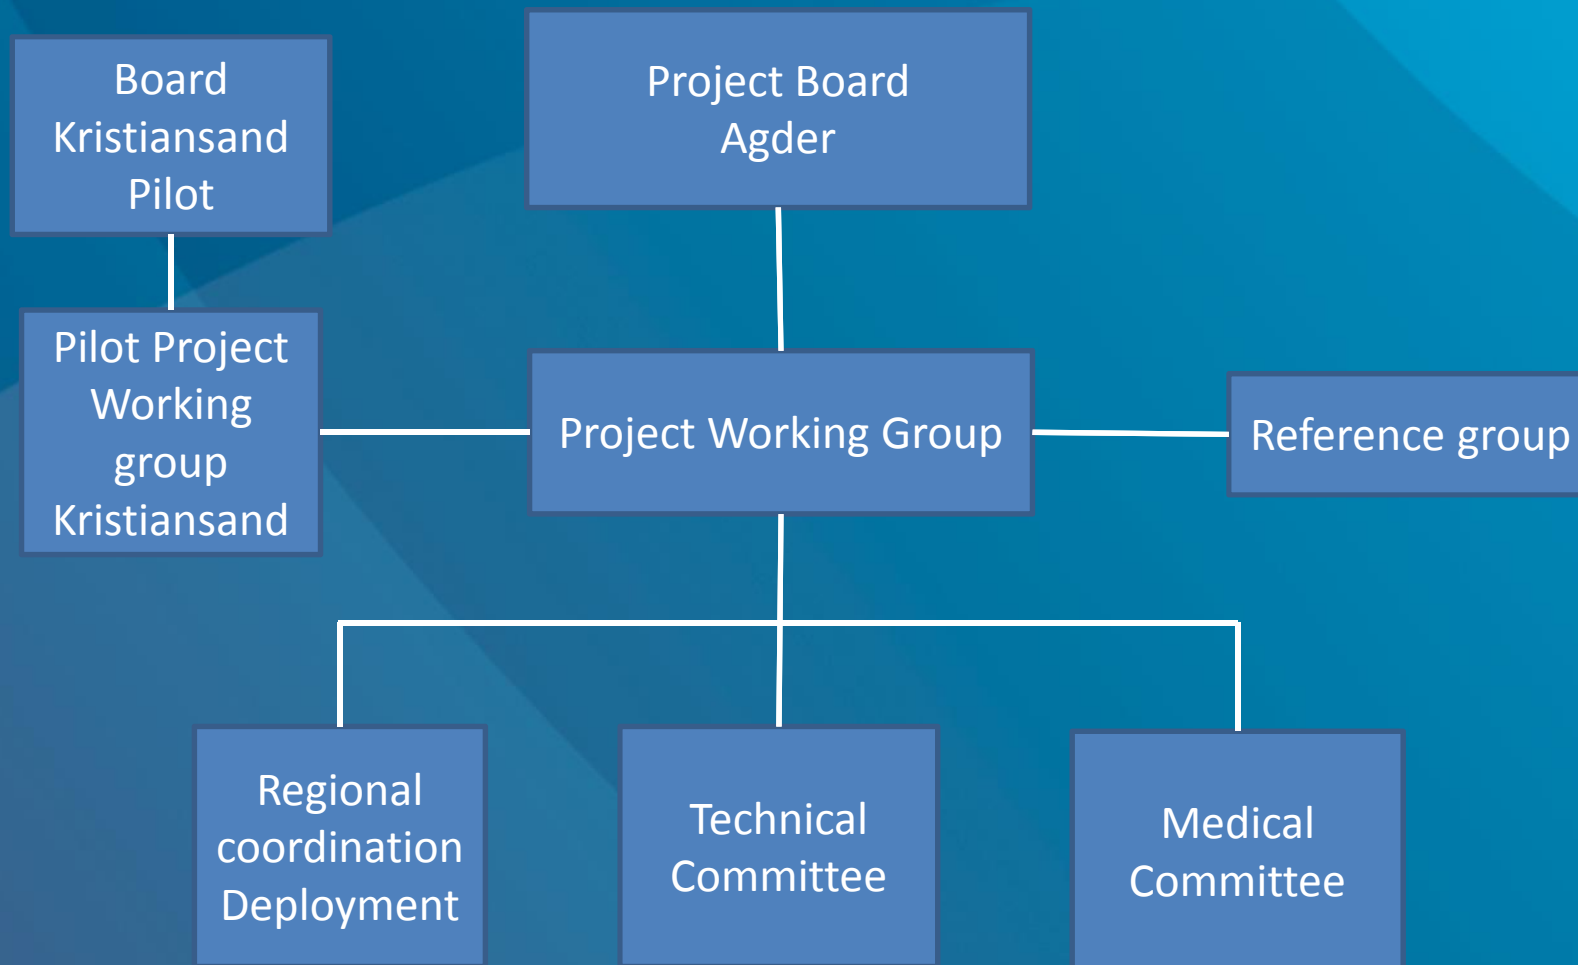 Board
Kristiansand
Pilot
Project Board
Agder
Pilot Project
Working
group
Kristiansand
Project Working Group
Reference group
Regional
coordination
Deployment
Technical
Committee
Medical
Committee